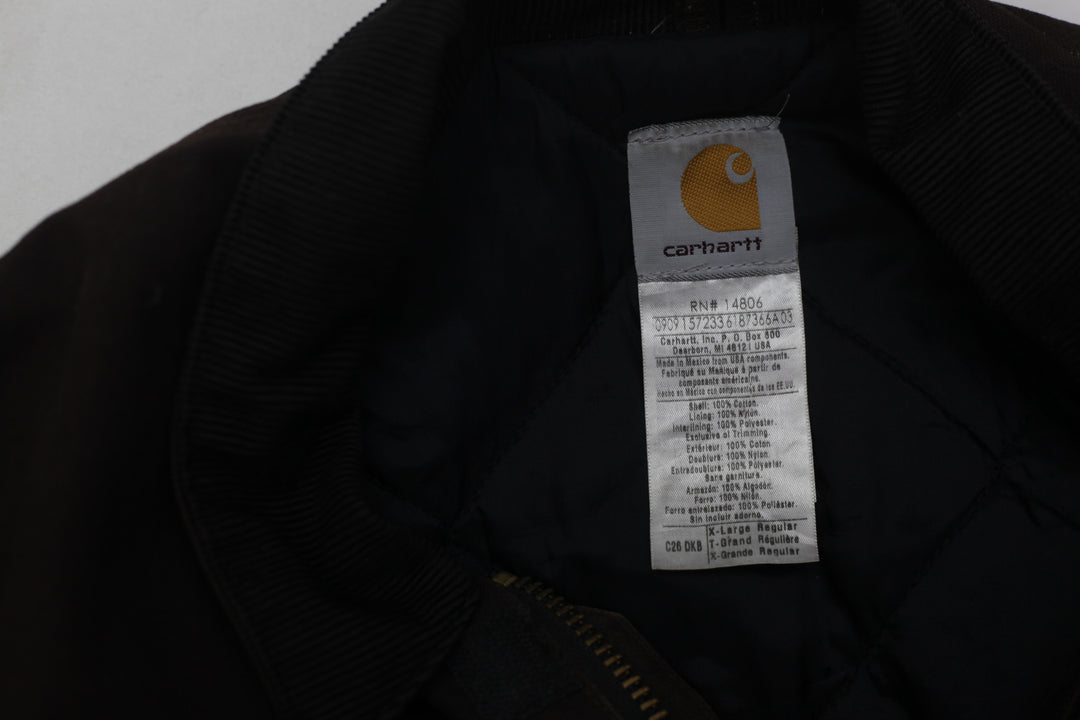 carhartt
RN# 14806
0909157233 6187366A03
Carhartt, Inc. P. O. Box 600
Dearborn, MI 48121 USA
Made in Mexico from USA components.
Fabriqué au Mexique à partir de
composants américains.
Hecho en México con componentes de los EE.UU.
Shell: 100% Cotton.
Lining: 100% Nylon.
Interlining: 100% Polyester.
Exclusive of Trimming.
Extérieur: 100% Coton
Doublure: 100% Nylon.
Entredoublure: 100% Polyester.
Sans garniture.
Armazón: 100% Algodón.
Forro: 100% Nilón.
Forro entrelazado: 100% Poliéster.
Sin incluir adorno.
C26 DKB
X-Large Regular
T-Grand Régulière
X-Grande Regular